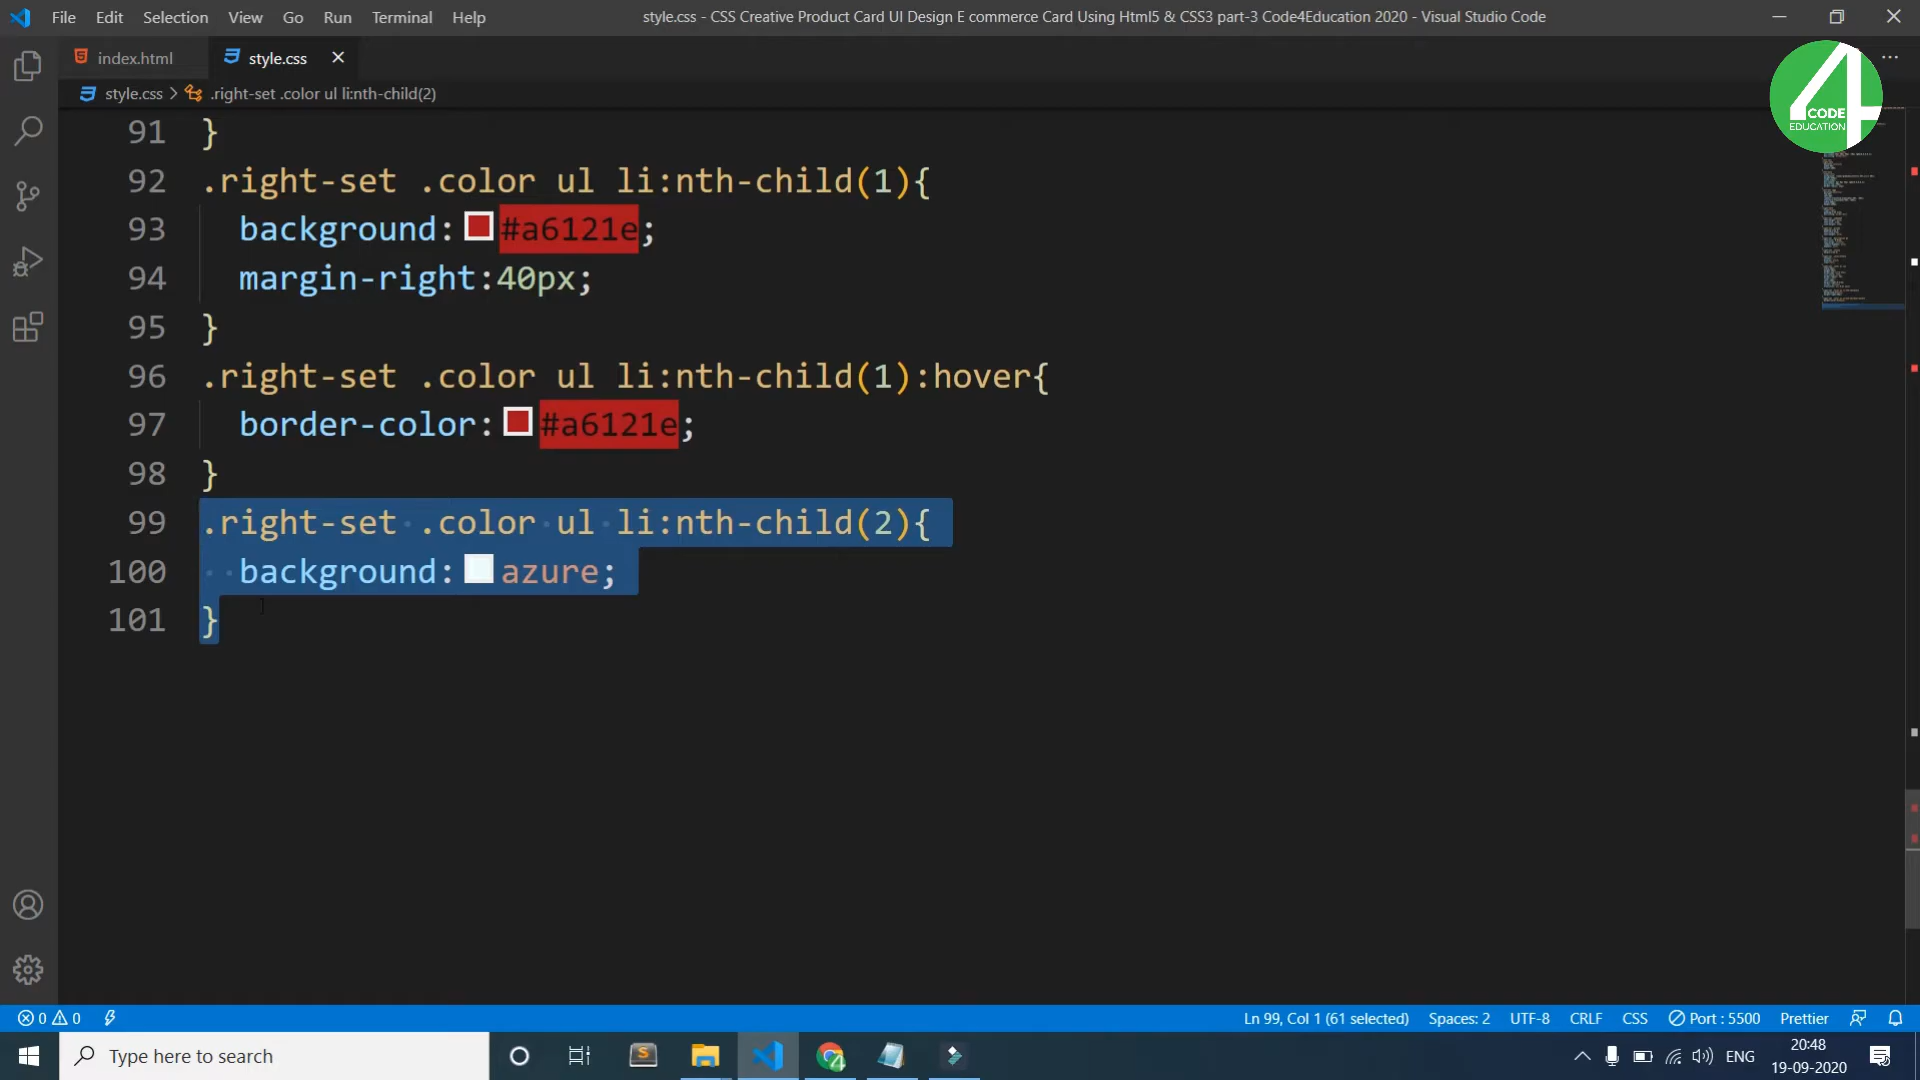 File Edit Selection View Go Run Terminal Help
style.css - CSS Creative Product Card UI Design E commerce Card Using Html5 & CSS3 part-3 Code4Education 2020 - Visual Studio Code
index.html
style.css
style.css > .right-set .color ul li:nth-child(2)
4
CODE
EDUCATION
91 }
92 .right-set .color ul li:nth-child(1){
93 background: #a6121e;
94 margin-right:40px;
95 }
96 .right-set .color ul li:nth-child(1):hover{
97 border-color: #a6121e;
98 }
99 .right-set .color ul li:nth-child(2){
100 background: azure;
101 }
0 0
Ln 99, Col 1 (61 selected) Spaces: 2 UTF-8 CRLF CSS Port : 5500 Prettier
Type here to search
ENG
20:48
19-09-2020